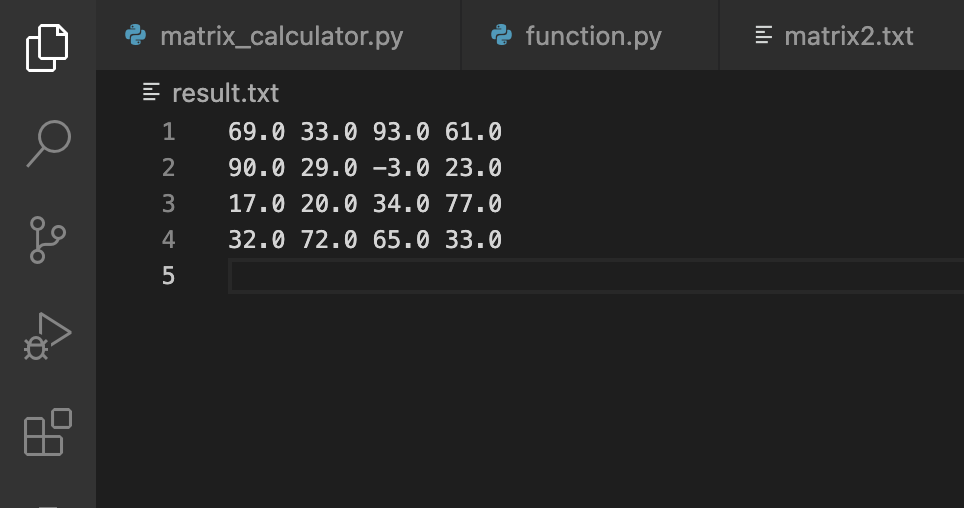 matrix_calculator.py function.py matrix2.txt
result.txt
1 69.0 33.0 93.0 61.0
2 90.0 29.0 -3.0 23.0
3 17.0 20.0 34.0 77.0
4 32.0 72.0 65.0 33.0
5